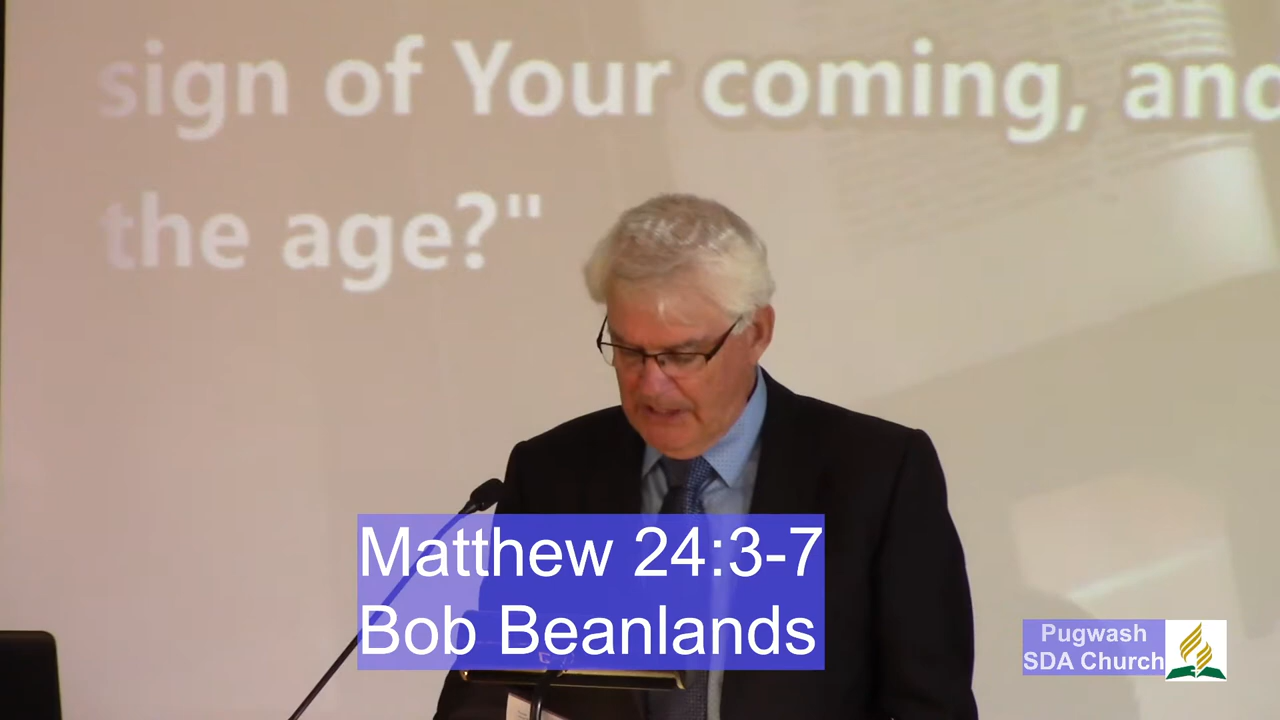 sign of Your coming, and
the age?"
Matthew 24:3-7
Bob Beanlands
Pugwash
SDA Church